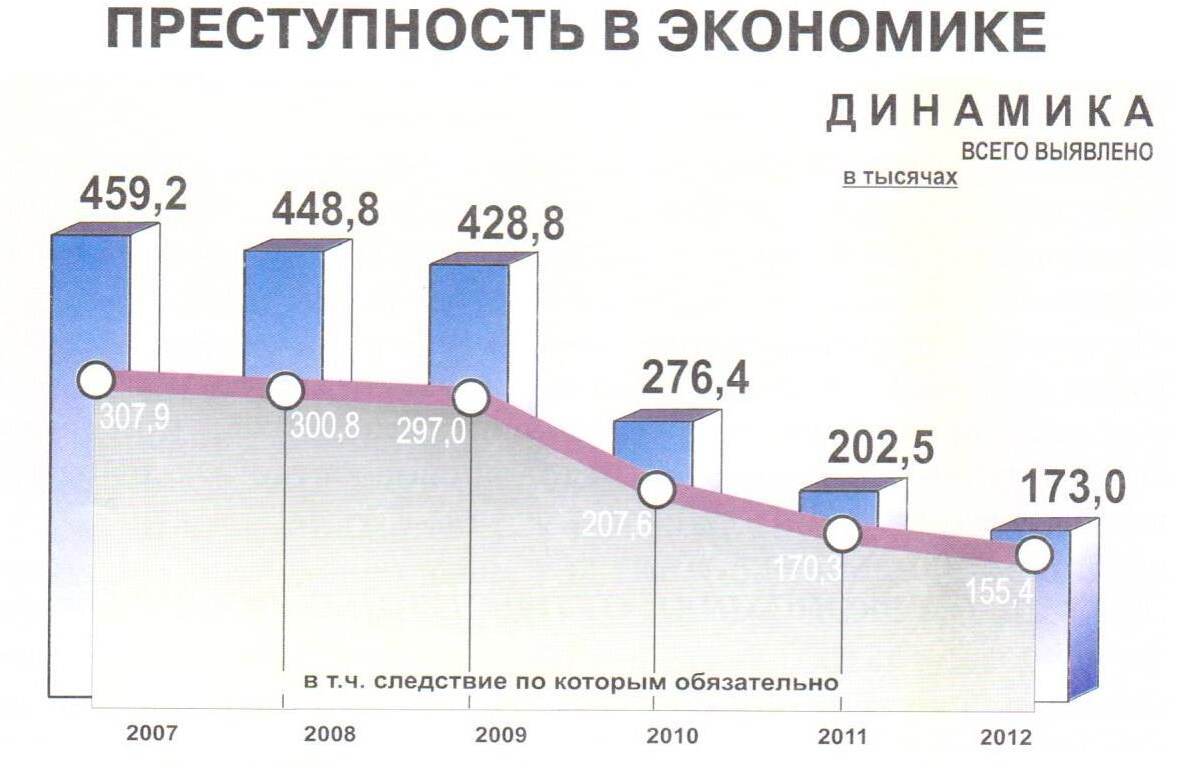 ПРЕСТУПНОСТЬ В ЭКОНОМИКЕ
ДИНАМИКА
ВСЕГО ВЫЯВЛЕНО
в тысячах
459,2
448,8
428,8
276,4
202,5
173,0
307,9
300,8
297,0
207,6
170,3
155,4
в т.ч. следствие по которым обязательно
2007 2008 2009 2010 2011 2012